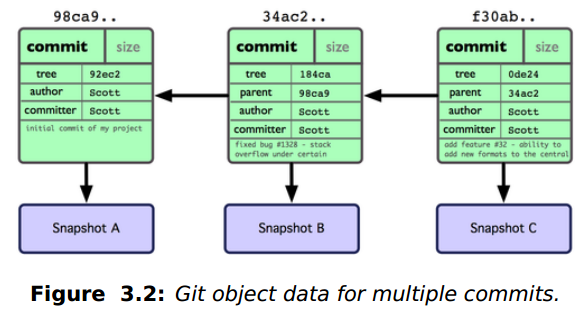 98ca9..
34ac2..
f30ab..
commit size
tree 92ec2
author Scott
committer Scott
initial commit of my project
commit size
tree 184ca
parent 98ca9
author Scott
committer Scott
fixed bug #1328 - stack
overflow under certain
commit size
tree 0de24
parent 34ac2
author Scott
committer Scott
add feature #32 - ability to
add new formats to the central
Snapshot A
Snapshot B
Snapshot C
Figure 3.2: Git object data for multiple commits.